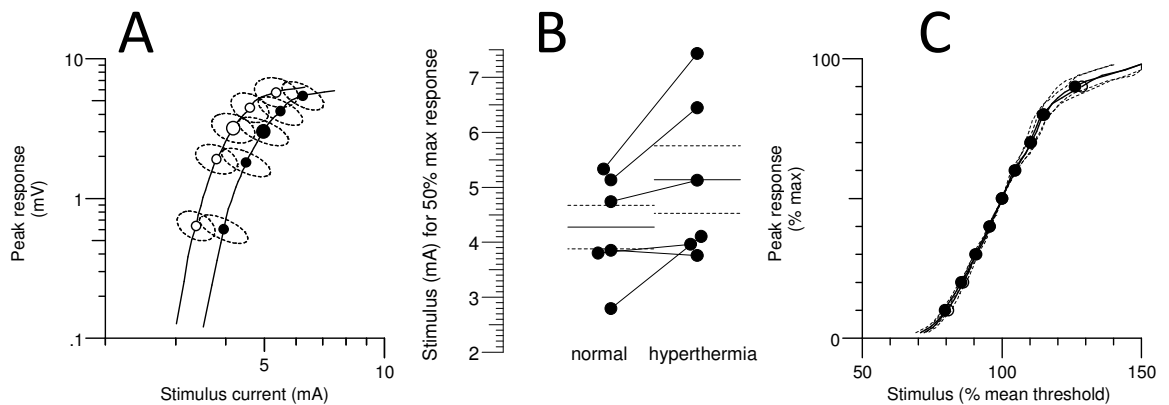 A
10
1
.1
5
10
Peak response
(mV)
Stimulus current (mA)
B
7
6
5
4
3
2
Stimulus (mA) for 50% max response
normal
hyperthermia
C
100
0
50
100
150
Peak response
(% max)
Stimulus (% mean threshold)